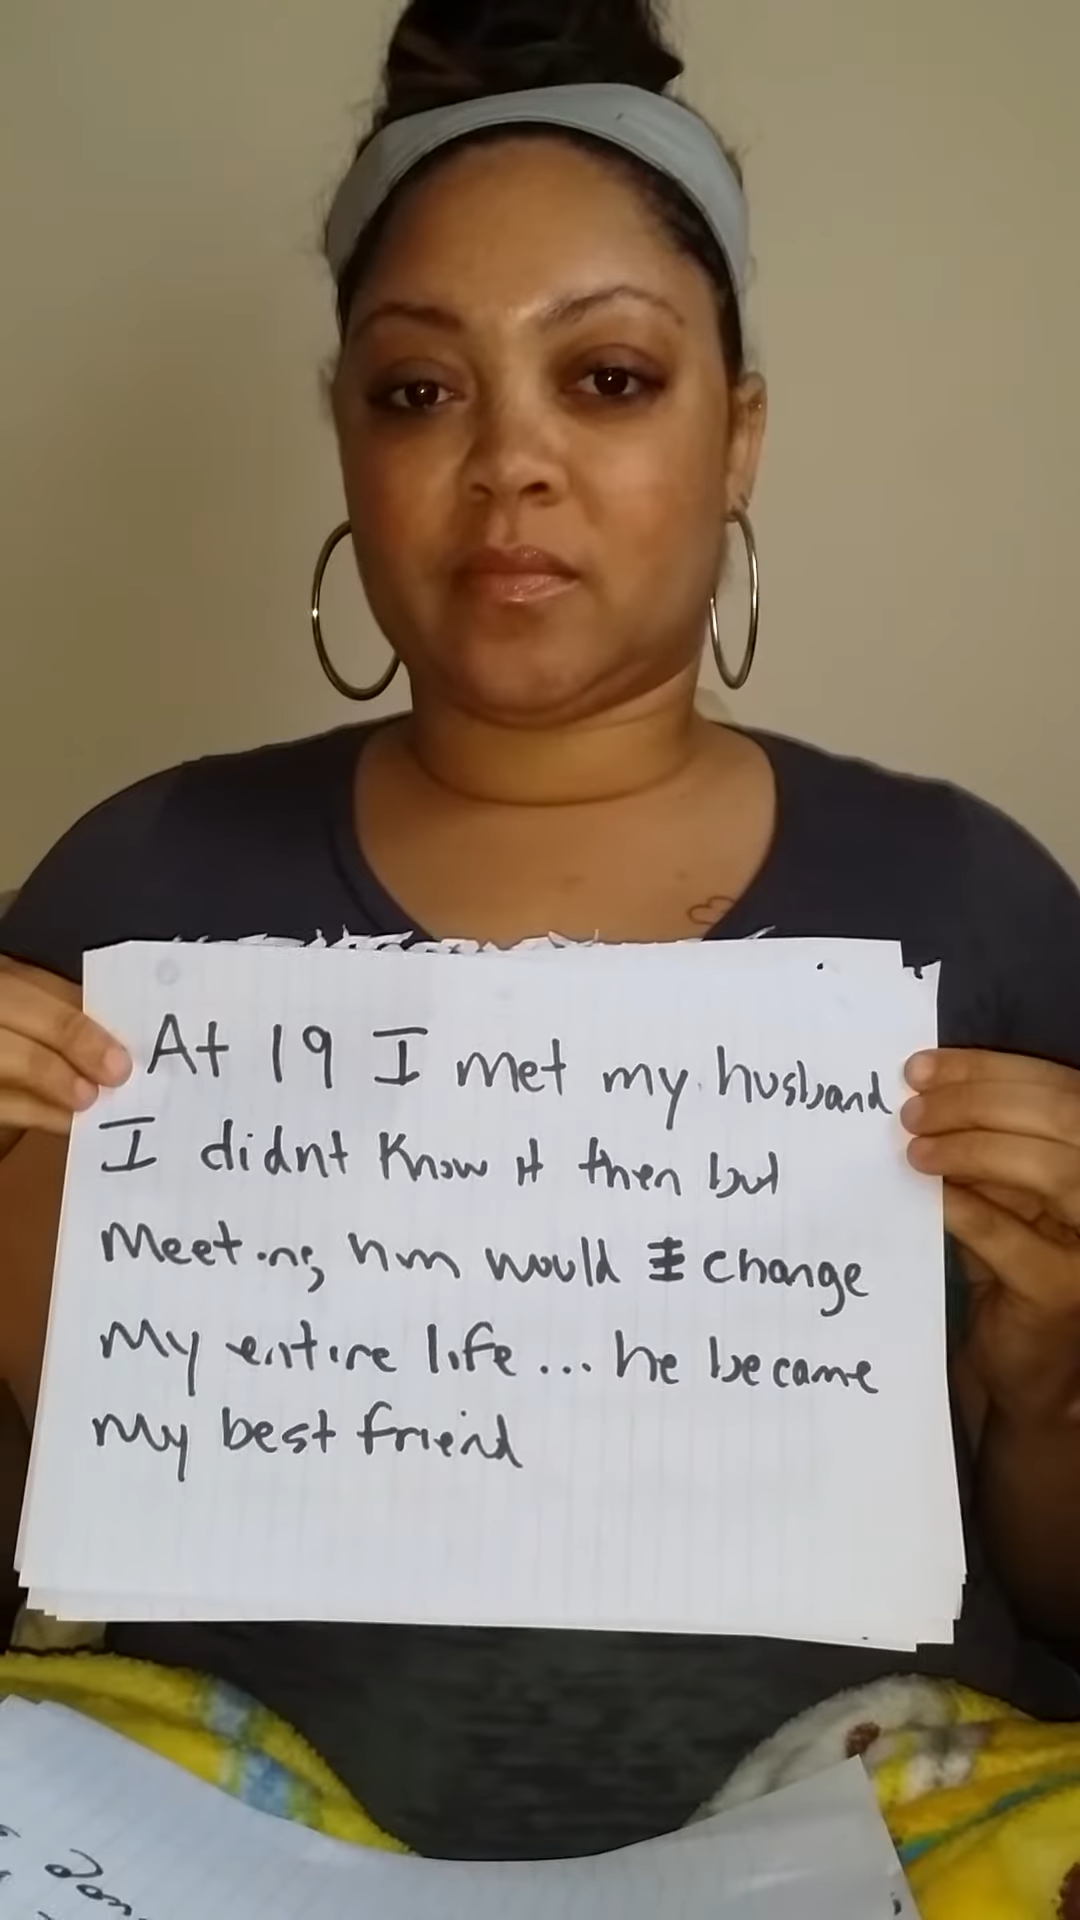 At 19 I met my husband
I didnt know it then but
Meeting him would change
My entire life... he became
My best friend